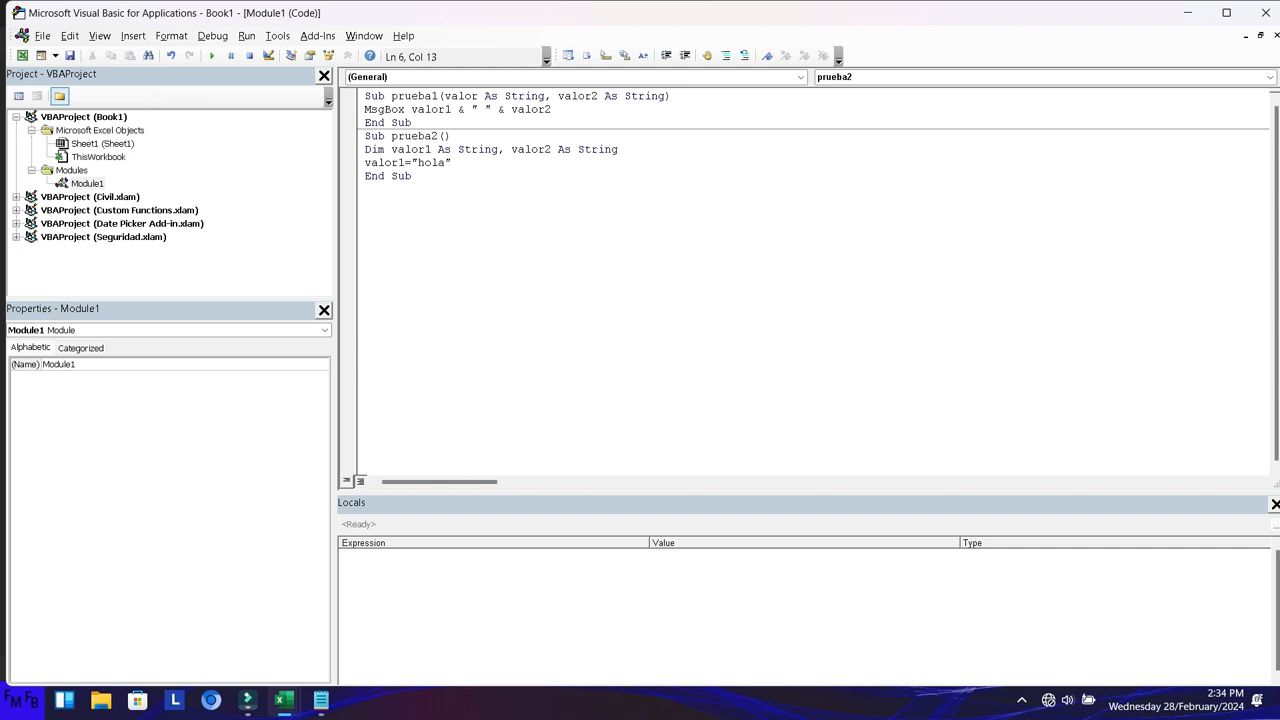 Microsoft Visual Basic for Applications - Book1 - [Module1 (Code)]
File Edit View Insert Format Debug Run Tools Add-Ins Window Help
Ln 6, Col 13
Project - VBAProject
VBAProject (Book1)
Microsoft Excel Objects
Sheet1 (Sheet1)
ThisWorkbook
Modules
Module1
VBAProject (Civil.xlam)
VBAProject (Custom Functions.xlam)
VBAProject (Date Picker Add-in.xlam)
VBAProject (Seguridad.xlam)
Properties - Module1
Module1 Module
Alphabetic Categorized
(Name) Module1
(General) prueba2
Sub prueba1(valor As String, valor2 As String)
MsgBox valor1 & " " & valor2
End Sub
Sub prueba2()
Dim valor1 As String, valor2 As String
valor1="hola"
End Sub
Locals
<Ready>
Expression Value Type
FM FB
L
2:34 PM
Wednesday 28/February/2024